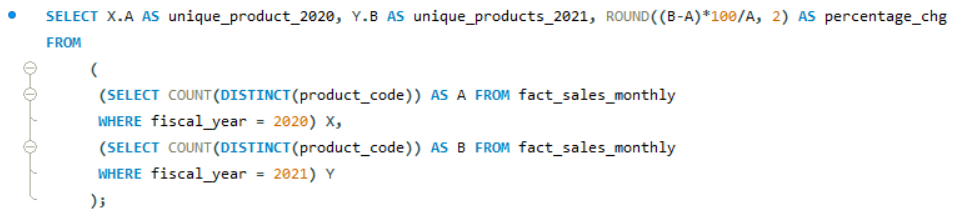 SELECT X.A AS unique_product_2020, Y.B AS unique_products_2021, ROUND((B-A)*100/A, 2) AS percentage_chg
FROM
(
(SELECT COUNT(DISTINCT(product_code)) AS A FROM fact_sales_monthly
WHERE fiscal_year = 2020) X,
(SELECT COUNT(DISTINCT(product_code)) AS B FROM fact_sales_monthly
WHERE fiscal_year = 2021) Y
);